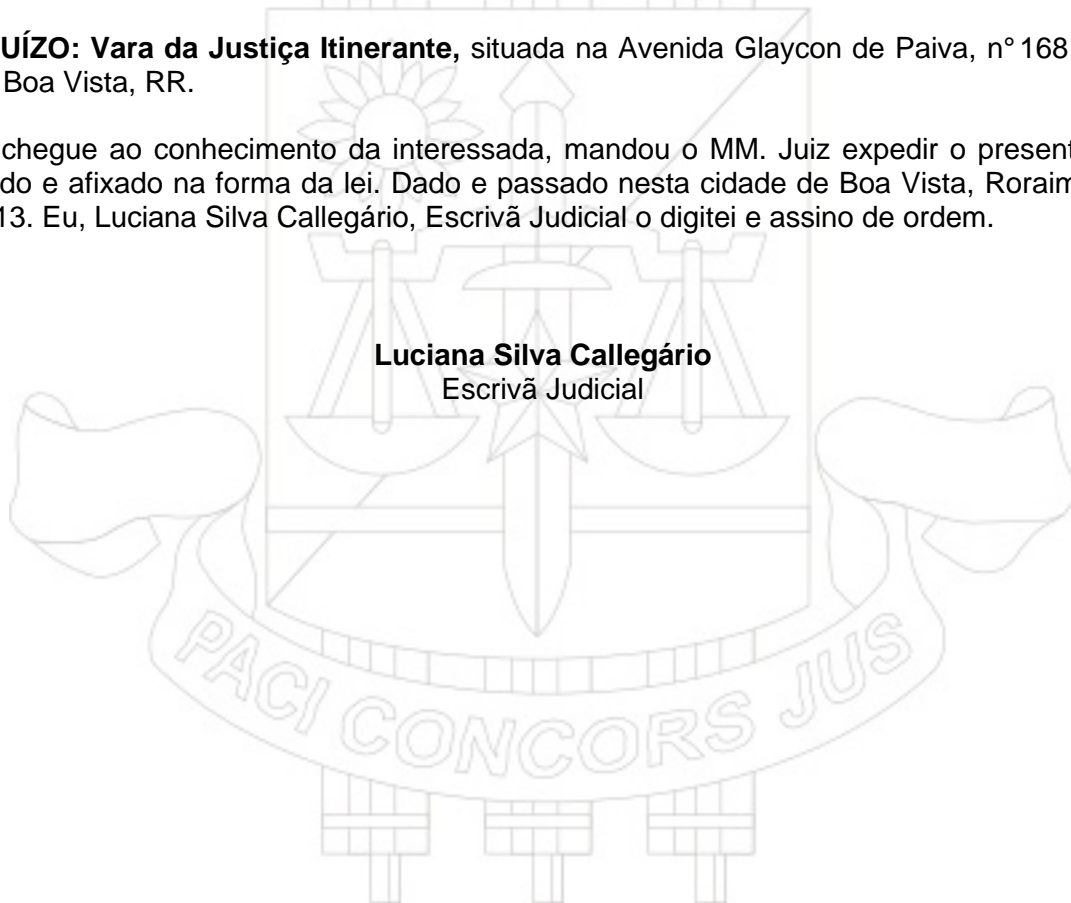 UÍZO: Vara da Justiça Itinerante, situada na Avenida Glaycon de Paiva, n° 168
Boa Vista, RR.
chegue ao conhecimento da interessada, mandou o MM. Juiz expedir o present
do e afixado na forma da lei. Dado e passado nesta cidade de Boa Vista, Roraim
13. Eu, Luciana Silva Callegário, Escrivã Judicial o digitei e assino de ordem.
Luciana Silva Callegário
Escrivã Judicial
PACI CONCORS JUS